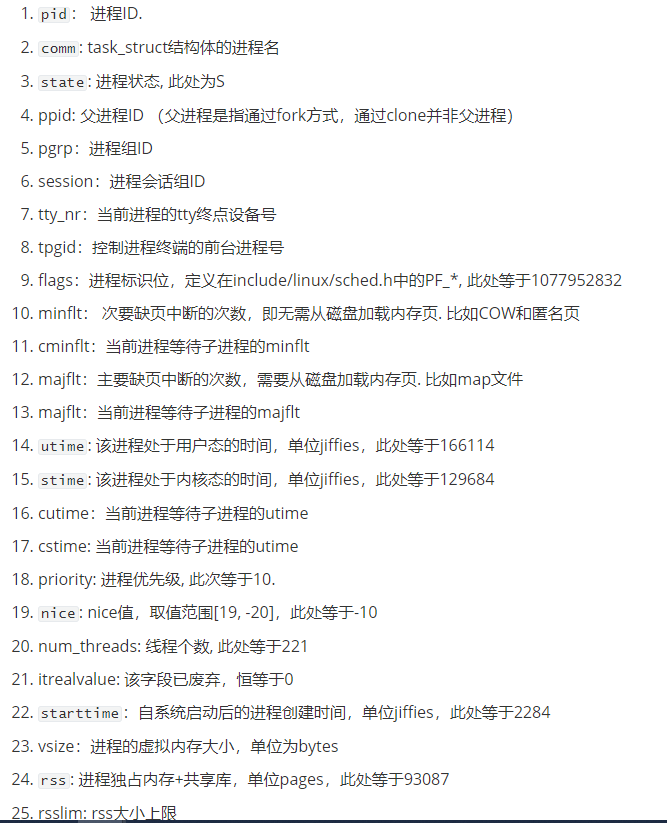 1. pid： 进程ID.
2. comm: task_struct结构体的进程名
3. state: 进程状态, 此处为S
4. ppid: 父进程ID （父进程是指通过fork方式，通过clone并非父进程）
5. pgrp：进程组ID
6. session：进程会话组ID
7. tty_nr：当前进程的tty终点设备号
8. tpgid：控制进程终端的前台进程号
9. flags：进程标识位，定义在include/linux/sched.h中的PF_*, 此处等于1077952832
10. minflt： 次要缺页中断的次数，即无需从磁盘加载内存页. 比如COW和匿名页
11. cminflt：当前进程等待子进程的minflt
12. majflt：主要缺页中断的次数，需要从磁盘加载内存页. 比如map文件
13. majflt：当前进程等待子进程的majflt
14. utime: 该进程处于用户态的时间，单位jiffies，此处等于166114
15. stime: 该进程处于内核态的时间，单位jiffies，此处等于129684
16. cutime：当前进程等待子进程的utime
17. cstime: 当前进程等待子进程的utime
18. priority: 进程优先级, 此次等于10.
19. nice: nice值，取值范围[19, -20]，此处等于-10
20. num_threads: 线程个数, 此处等于221
21. itrealvalue: 该字段已废弃，恒等于0
22. starttime：自系统启动后的进程创建时间，单位jiffies，此处等于2284
23. vsize：进程的虚拟内存大小，单位为bytes
24. rss: 进程独占内存+共享库，单位pages，此处等于93087
25. rsslim: rss大小上限